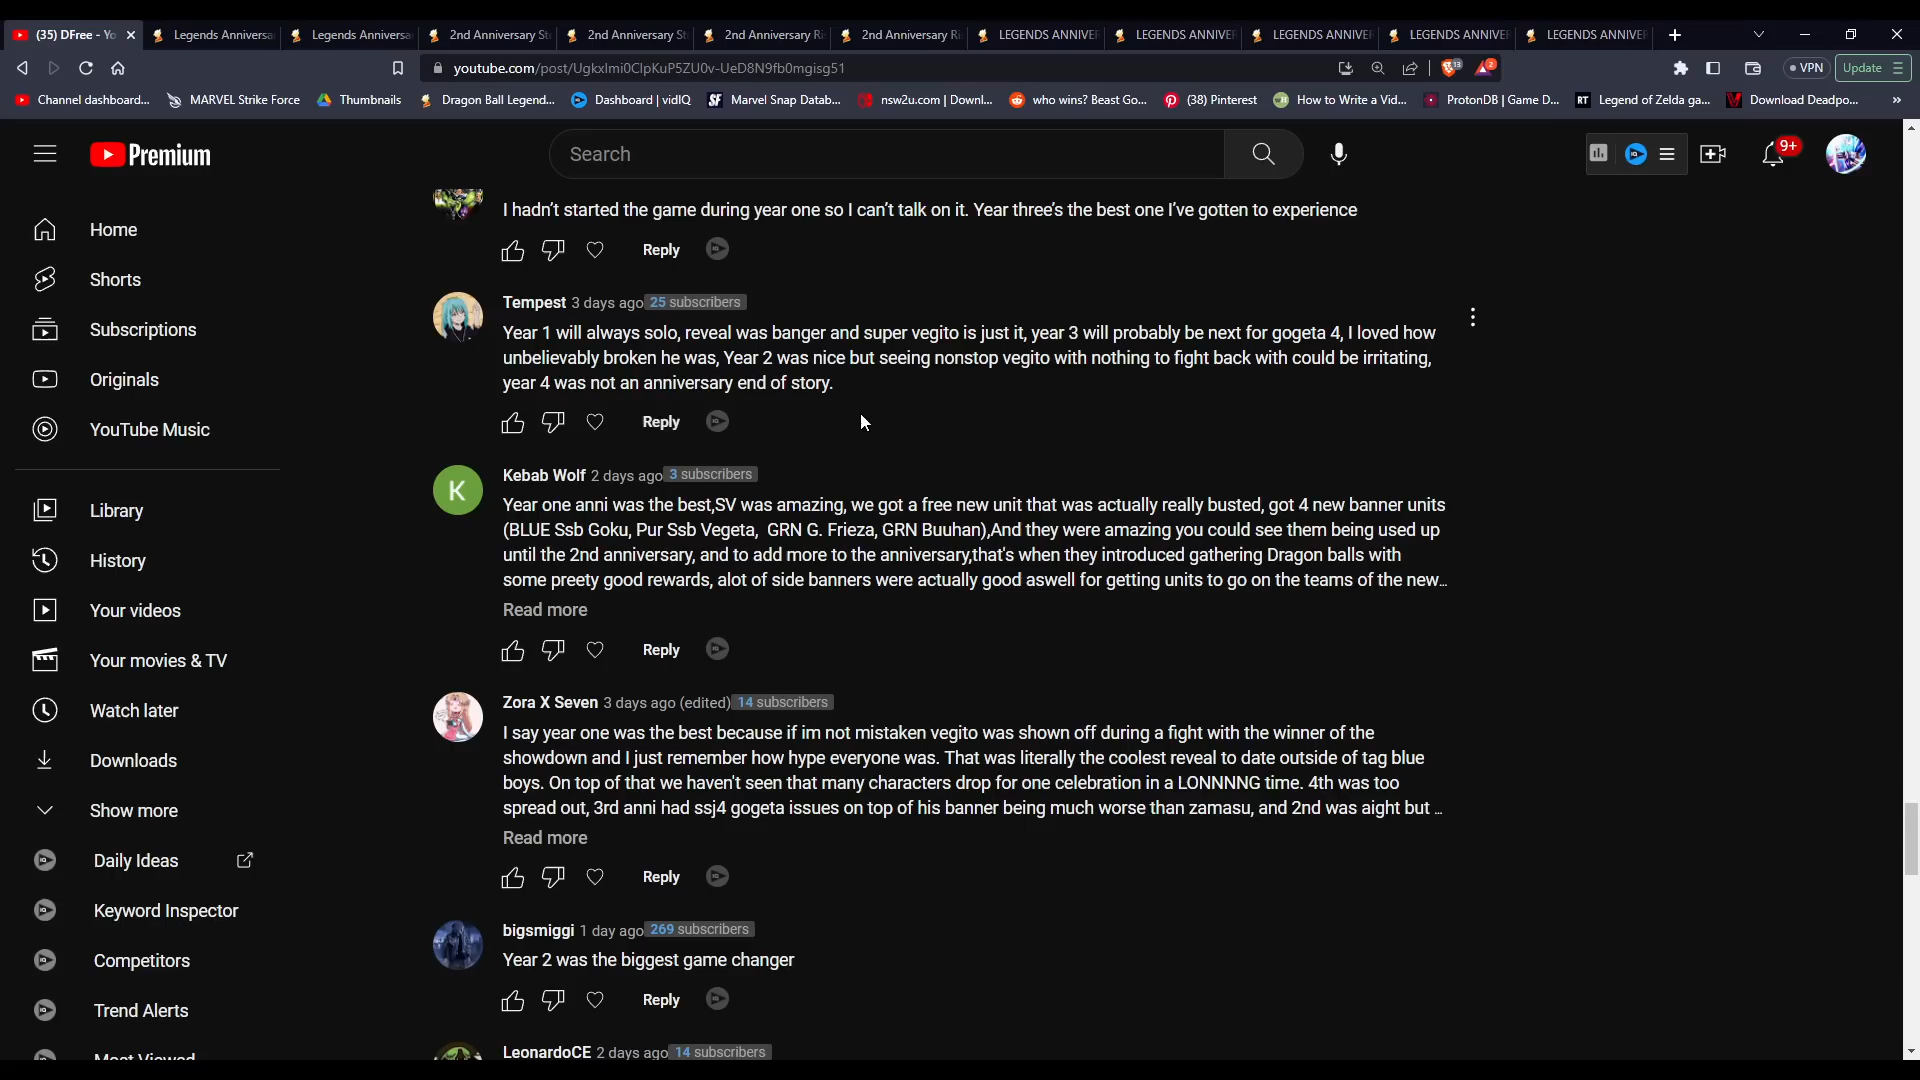 (35) DFree - Yo
Legends Anniversa
Legends Anniversa
2nd Anniversary St
2nd Anniversary St
2nd Anniversary Ri
2nd Anniversary Ri
LEGENDS ANNIVER
LEGENDS ANNIVER
LEGENDS ANNIVER
LEGENDS ANNIVER
LEGENDS ANNIVER
youtube.com/post/UgkxImi0ClpKuP5ZU0v-UeD8N9fb0mgisg51
13
2
VPN
Update
Channel dashboard...
MARVEL Strike Force
Thumbnails
Dragon Ball Legend...
Dashboard | vidIQ
SF
Marvel Snap Datab...
nsw2u.com | Downl...
who wins? Beast Go...
(38) Pinterest
How to Write a Vid...
ProtonDB | Game D...
RT
Legend of Zelda ga...
Download Deadpo...
»
Premium
Search
9+
Home
Shorts
Subscriptions
Originals
YouTube Music
Library
History
Your videos
Your movies & TV
Watch later
Downloads
Show more
Daily Ideas
Keyword Inspector
Competitors
Trend Alerts
Most Viewed
I hadn't started the game during year one so I can't talk on it. Year three's the best one I've gotten to experience
Reply
Tempest 3 days ago 25 subscribers
Year 1 will always solo, reveal was banger and super vegito is just it, year 3 will probably be next for gogeta 4, I loved how
unbelievably broken he was, Year 2 was nice but seeing nonstop vegito with nothing to fight back with could be irritating,
year 4 was not an anniversary end of story.
Reply
K
Kebab Wolf 2 days ago 3 subscribers
Year one anni was the best,SV was amazing, we got a free new unit that was actually really busted, got 4 new banner units
(BLUE Ssb Goku, Pur Ssb Vegeta, GRN G. Frieza, GRN Buuhan),And they were amazing you could see them being used up
until the 2nd anniversary, and to add more to the anniversary,that's when they introduced gathering Dragon balls with
some preety good rewards, alot of side banners were actually good aswell for getting units to go on the teams of the new...
Read more
Reply
Zora X Seven 3 days ago (edited) 14 subscribers
I say year one was the best because if im not mistaken vegito was shown off during a fight with the winner of the
showdown and I just remember how hype everyone was. That was literally the coolest reveal to date outside of tag blue
boys. On top of that we haven't seen that many characters drop for one celebration in a LONNNNG time. 4th was too
spread out, 3rd anni had ssj4 gogeta issues on top of his banner being much worse than zamasu, and 2nd was aight but ...
Read more
Reply
bigsmiggi 1 day ago 269 subscribers
Year 2 was the biggest game changer
Reply
LeonardoCE 2 days ago 14 subscribers